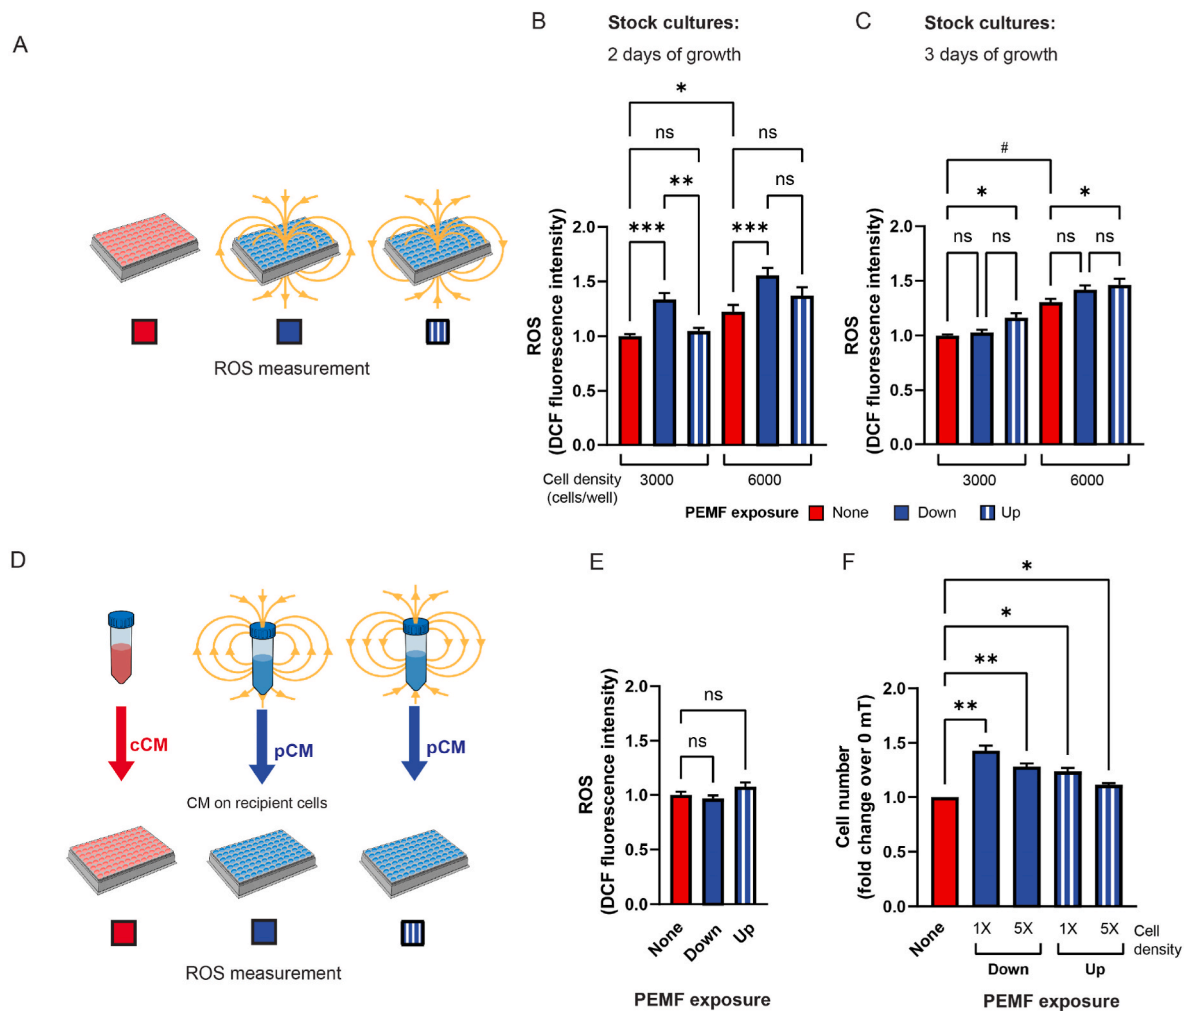 A
ROS measurement
B
Stock cultures:
2 days of growth
*
ns
ns
**
ns
***
***
ROS
(DCF fluorescence intensity)
2.0
1.5
1.0
0.5
0.0
Cell density
(cells/well)
3000
6000
C
Stock cultures:
3 days of growth
#
*
*
ns
ns
ns
ns
ROS
(DCF fluorescence intensity)
2.0
1.5
1.0
0.5
0.0
3000
6000
PEMF exposure None Down Up
D
cCM
pCM
pCM
CM on recipient cells
ROS measurement
E
ns
ns
ROS
(DCF fluorescence intensity)
2.0
1.5
1.0
0.5
0.0
None
Down
Up
PEMF exposure
F
*
*
**
**
Cell number
(fold change over 0 mT)
2.0
1.5
1.0
0.5
0.0
None
1X
5X
1X
5X
Cell
density
Down
Up
PEMF exposure